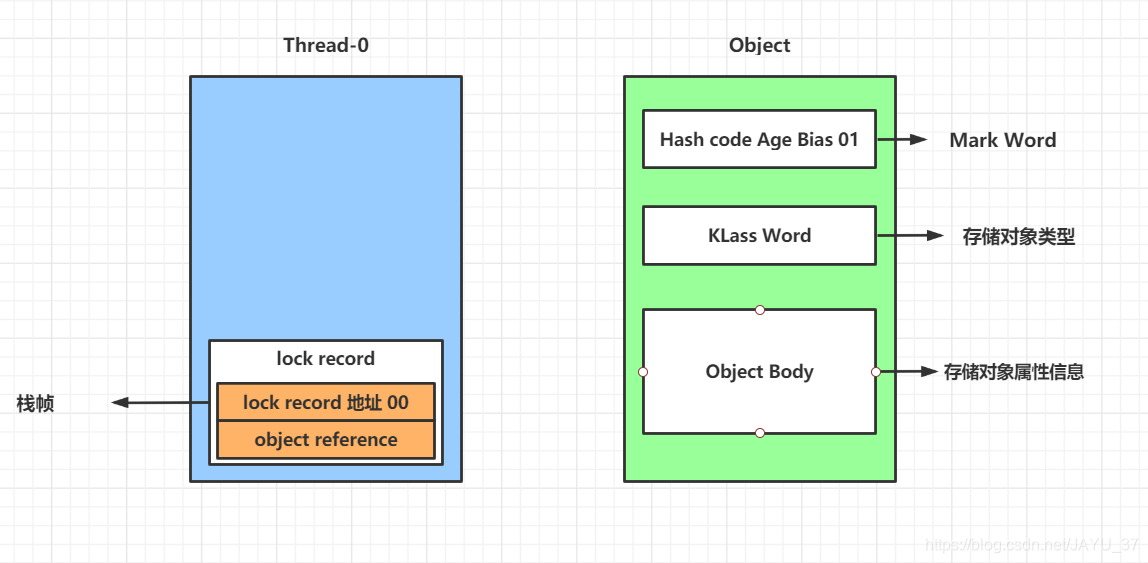 Thread-0
Object
Hash code Age Bias 01
Mark Word
KLass Word
存储对象类型
lock record
lock record 地址 00
object reference
栈帧
Object Body
存储对象属性信息
https://blog.csdn.net/JAYU_37